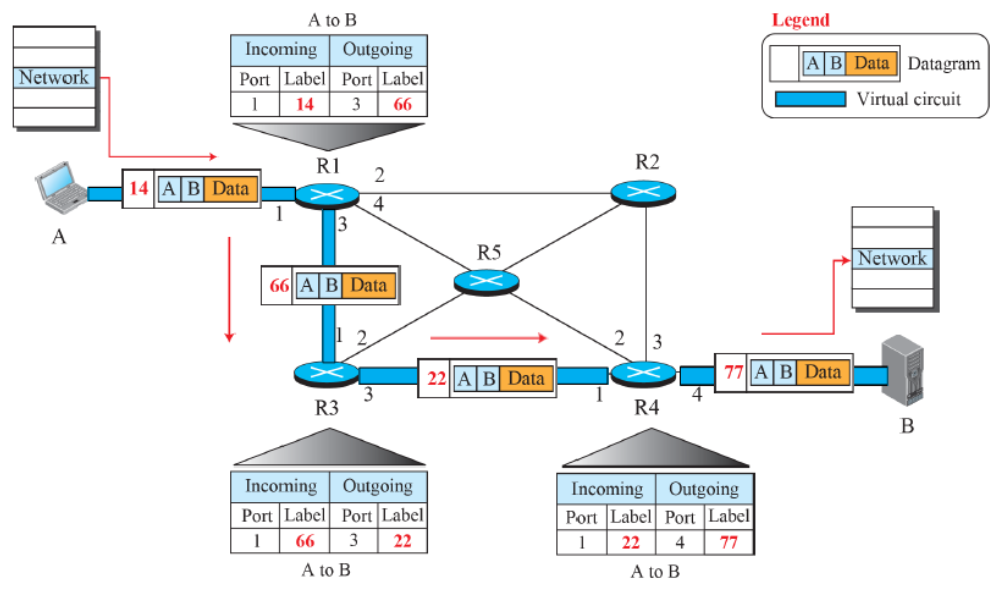 A to B
Legend
Incoming Outgoing
Port Label Port Label
1 14 3 66
Network
A B Data Datagram
Virtual circuit
R1
R2
14 A B Data
1
2
4
3
A
R5
Network
66 A B Data
1
2
2
3
R3
3
22 A B Data
1
R4
4
77 A B Data
B
Incoming Outgoing
Port Label Port Label
1 66 3 22
A to B
Incoming Outgoing
Port Label Port Label
1 22 4 77
A to B